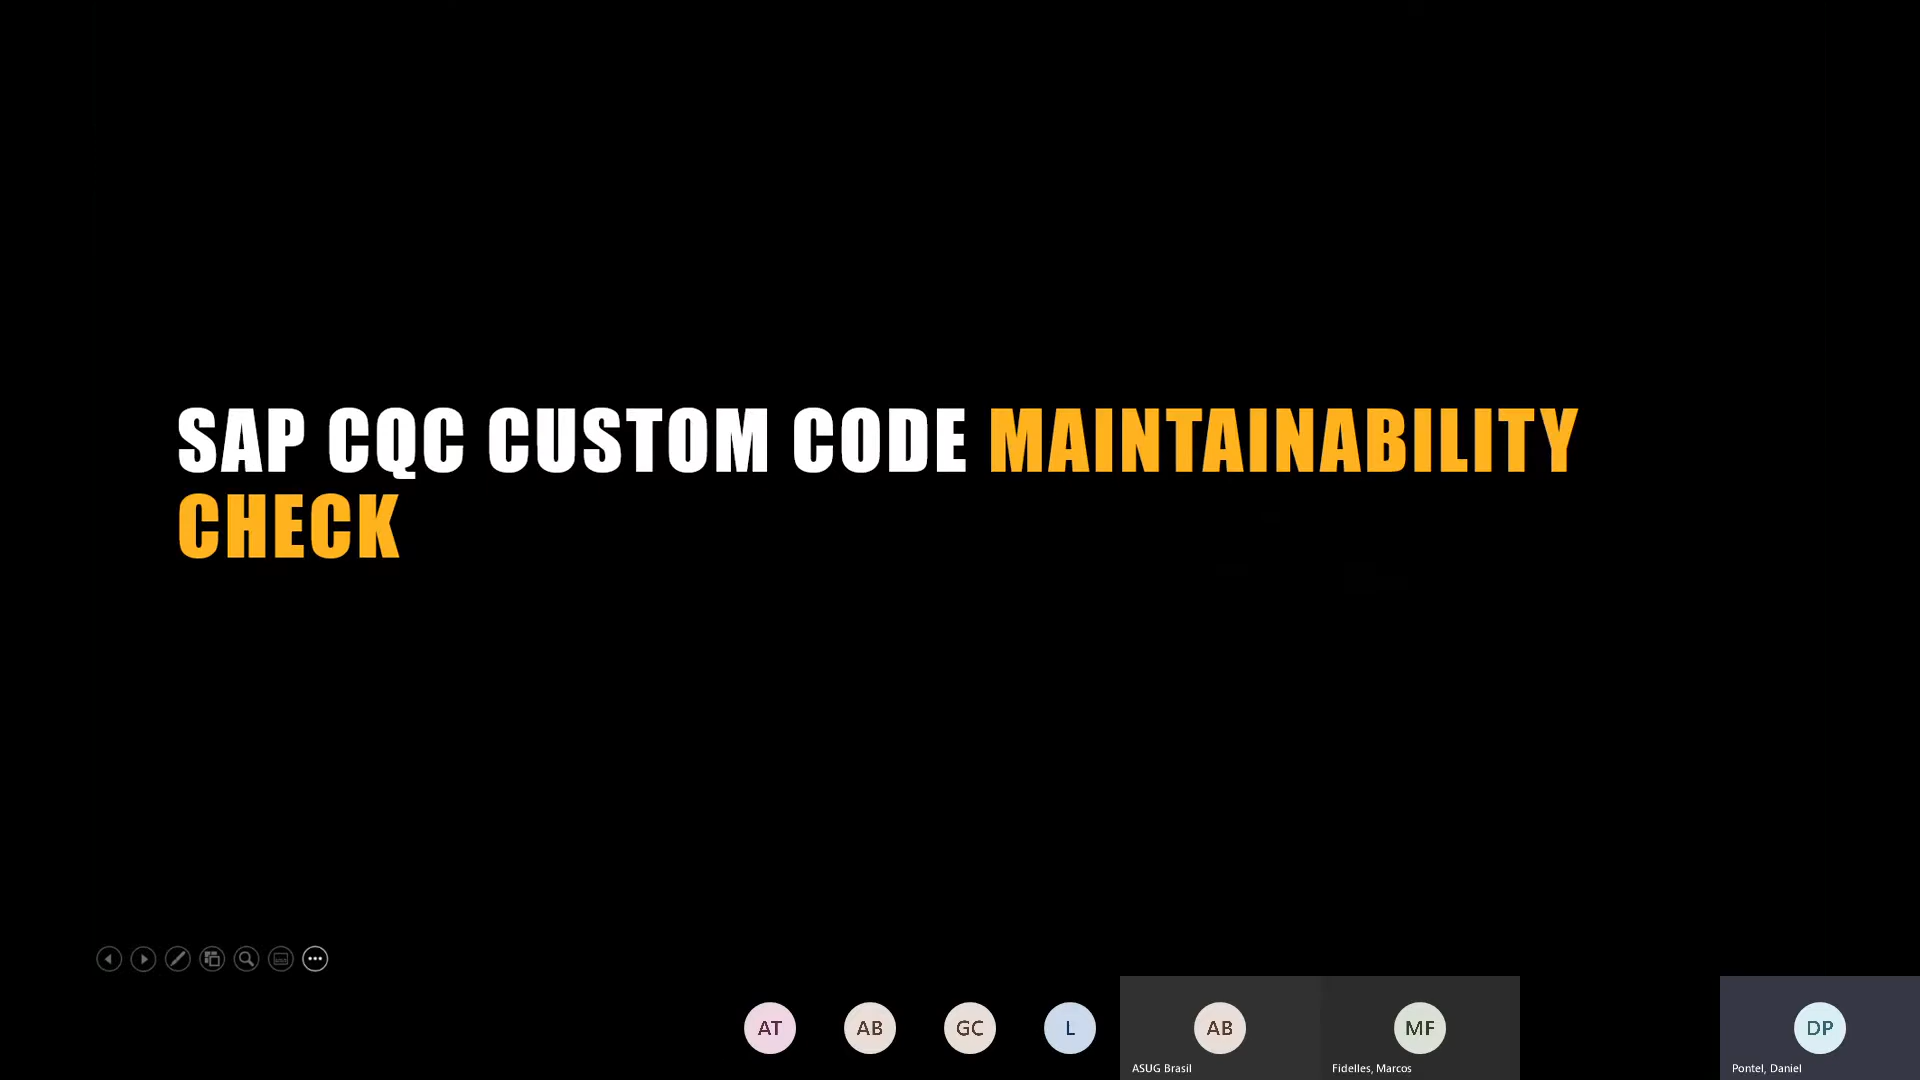 SAP CQC CUSTOM CODE MAINTAINABILITY
CHECK
AT
AB
GC
L
AB
MF
DP
ASUG Brasil
Fidelles, Marcos
Pontel, Daniel